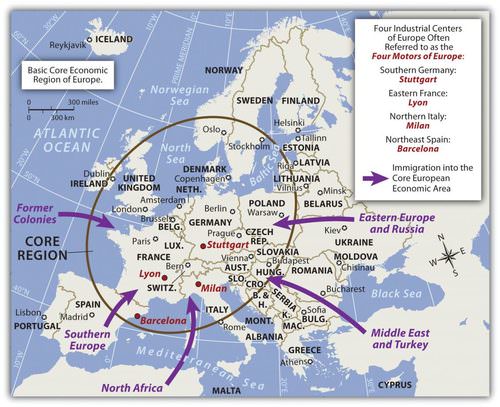 ICELAND
Reykjavik
Basic Core Economic
Region of Europe.
0 300 miles
0 300 km
ATLANTIC
OCEAN
PRIME MERIDIAN
Norwegian
Sea
NORWAY
SWEDEN
FINLAND
Oslo
Helsinki
Stockholm
Tallinn
ESTONIA
North
Sea
Baltic Sea
Riga
LATVIA
DENMARK
Copenhagen
LITHUANIA
Vilnius
Minsk
BELARUS
Dublin
IRELAND
UNITED
KINGDOM
London
Amsterdam
NETH.
Brussels
BELG.
Berlin
GERMANY
POLAND
Warsaw
Former
Colonies
CORE
REGION
Paris
LUX.
FRANCE
Stuttgart
Prague
CZECH
REP.
Eastern Europe
and Russia
Kiev
UKRAINE
SLOVAKIA
Vienna
Budapest
MOLDOVA
Chisinau
Bern
AUST.
HUNG.
ROMANIA
Lyon
SWITZ.
Milan
SLO.
CRO.
B. &
H.
SERBIA
Bucharest
Black Sea
SPAIN
Madrid
Lisbon
PORTUGAL
Barcelona
Southern
Europe
ITALY
Rome
MONT.
K.
MAC.
Sofia
BULG.
ALBANIA
Middle East
and Turkey
North Africa
Mediterranean Sea
GREECE
Athens
MALTA
CYPRUS
Four Industrial Centers
of Europe Often
Referred to as the
Four Motors of Europe:
Southern Germany:
Stuttgart
Eastern France:
Lyon
Northern Italy:
Milan
Northeast Spain:
Barcelona
Immigration into the
Core European
Economic Area
N